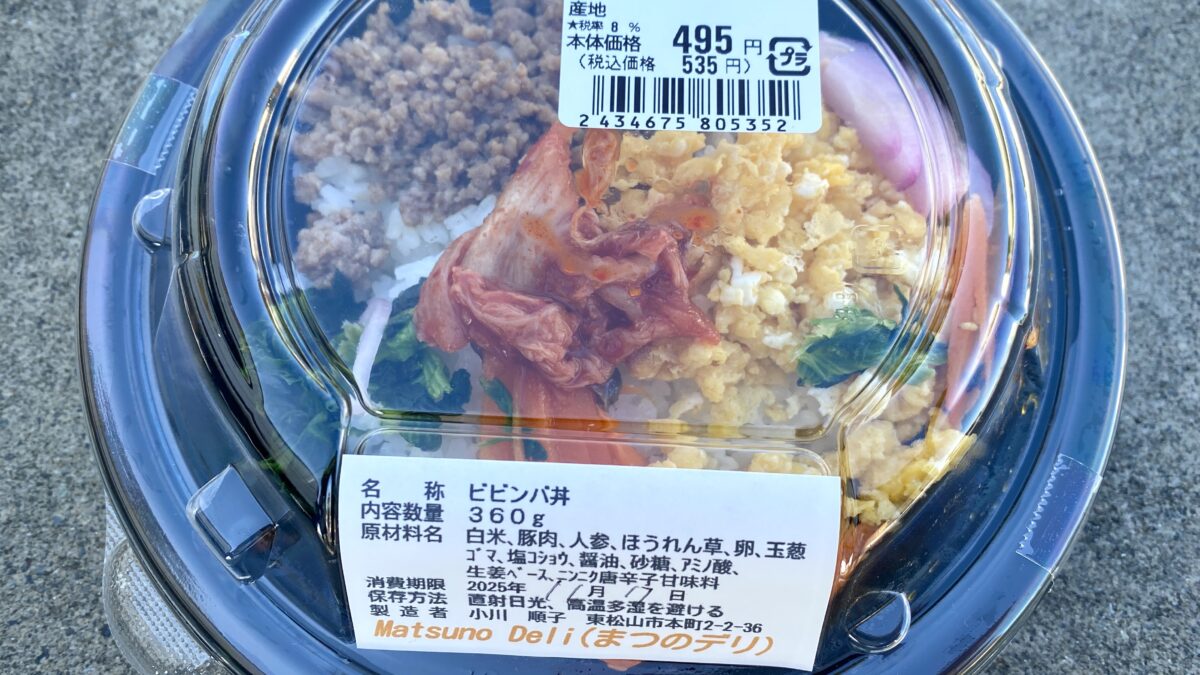 産地
★税率 8 %
本体価格 495 円
(税込価格 535 円)
プラ
2 434675 805352
名称 ビビンバ丼
内容数量 360g
原材料名 白米、豚肉、人参、ほうれん草、卵、玉葱
ゴマ、塩コショウ、醤油、砂糖、アミノ酸、
生姜ペース、ニンニク唐辛子甘味料
消費期限 2025年 11月 17日
保存方法 直射日光、高温多湿を避ける
製造者 小川 順子 東松山市本町2-2-36
Matsuno Deli(まつのデリ)